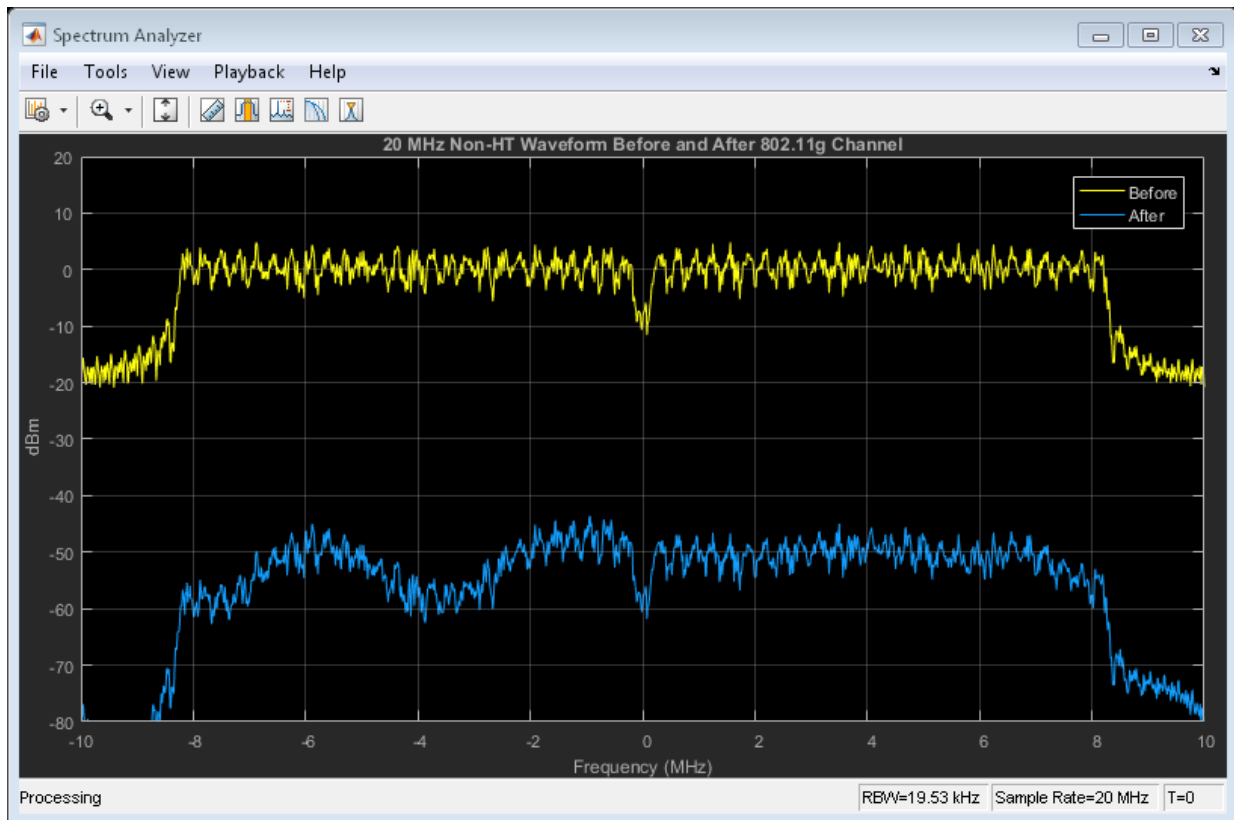 Spectrum Analyzer
File Tools View Playback Help
20 MHz Non-HT Waveform Before and After 802.11g Channel
Before
After
20
10
0
-10
-20
-30
-40
-50
-60
-70
-80
dBm
-10 -8 -6 -4 -2 0 2 4 6 8 10
Frequency (MHz)
Processing RBW=19.53 kHz Sample Rate=20 MHz T=0